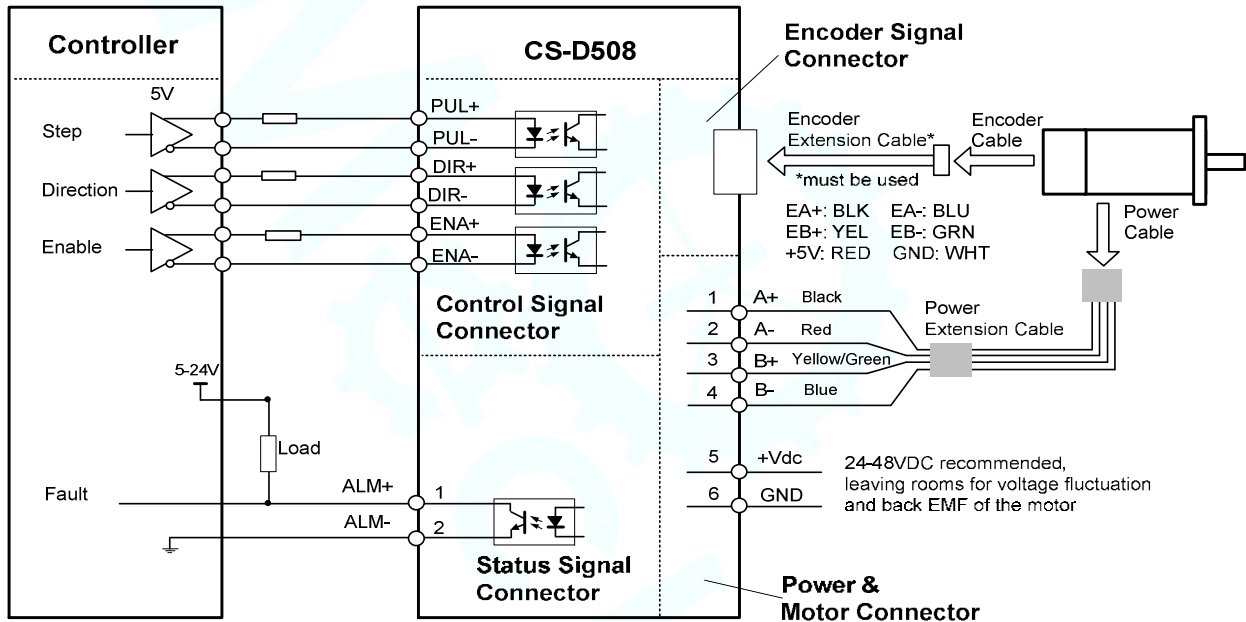 Controller
CS-D508
Encoder Signal
Connector
5V
Step
Direction
Enable
PUL+
PUL-
DIR+
DIR-
ENA+
ENA-
Control Signal
Connector
Encoder
Extension Cable*
*must be used
Encoder
Cable
EA+: BLK EA-: BLU
EB+: YEL EB-: GRN
+5V: RED GND: WHT
Power
Cable
1 A+ Black
2 A- Red
3 B+ Yellow/Green
4 B- Blue
Power
Extension Cable
5-24V
Load
Fault
ALM+ 1
ALM- 2
Status Signal
Connector
5 +Vdc
6 GND
24-48VDC recommended,
leaving rooms for voltage fluctuation
and back EMF of the motor
Power &
Motor Connector